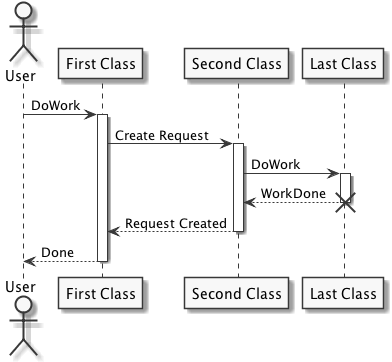 User
First Class
Second Class
Last Class
DoWork
Create Request
DoWork
WorkDone
Request Created
Done
User
First Class
Second Class
Last Class